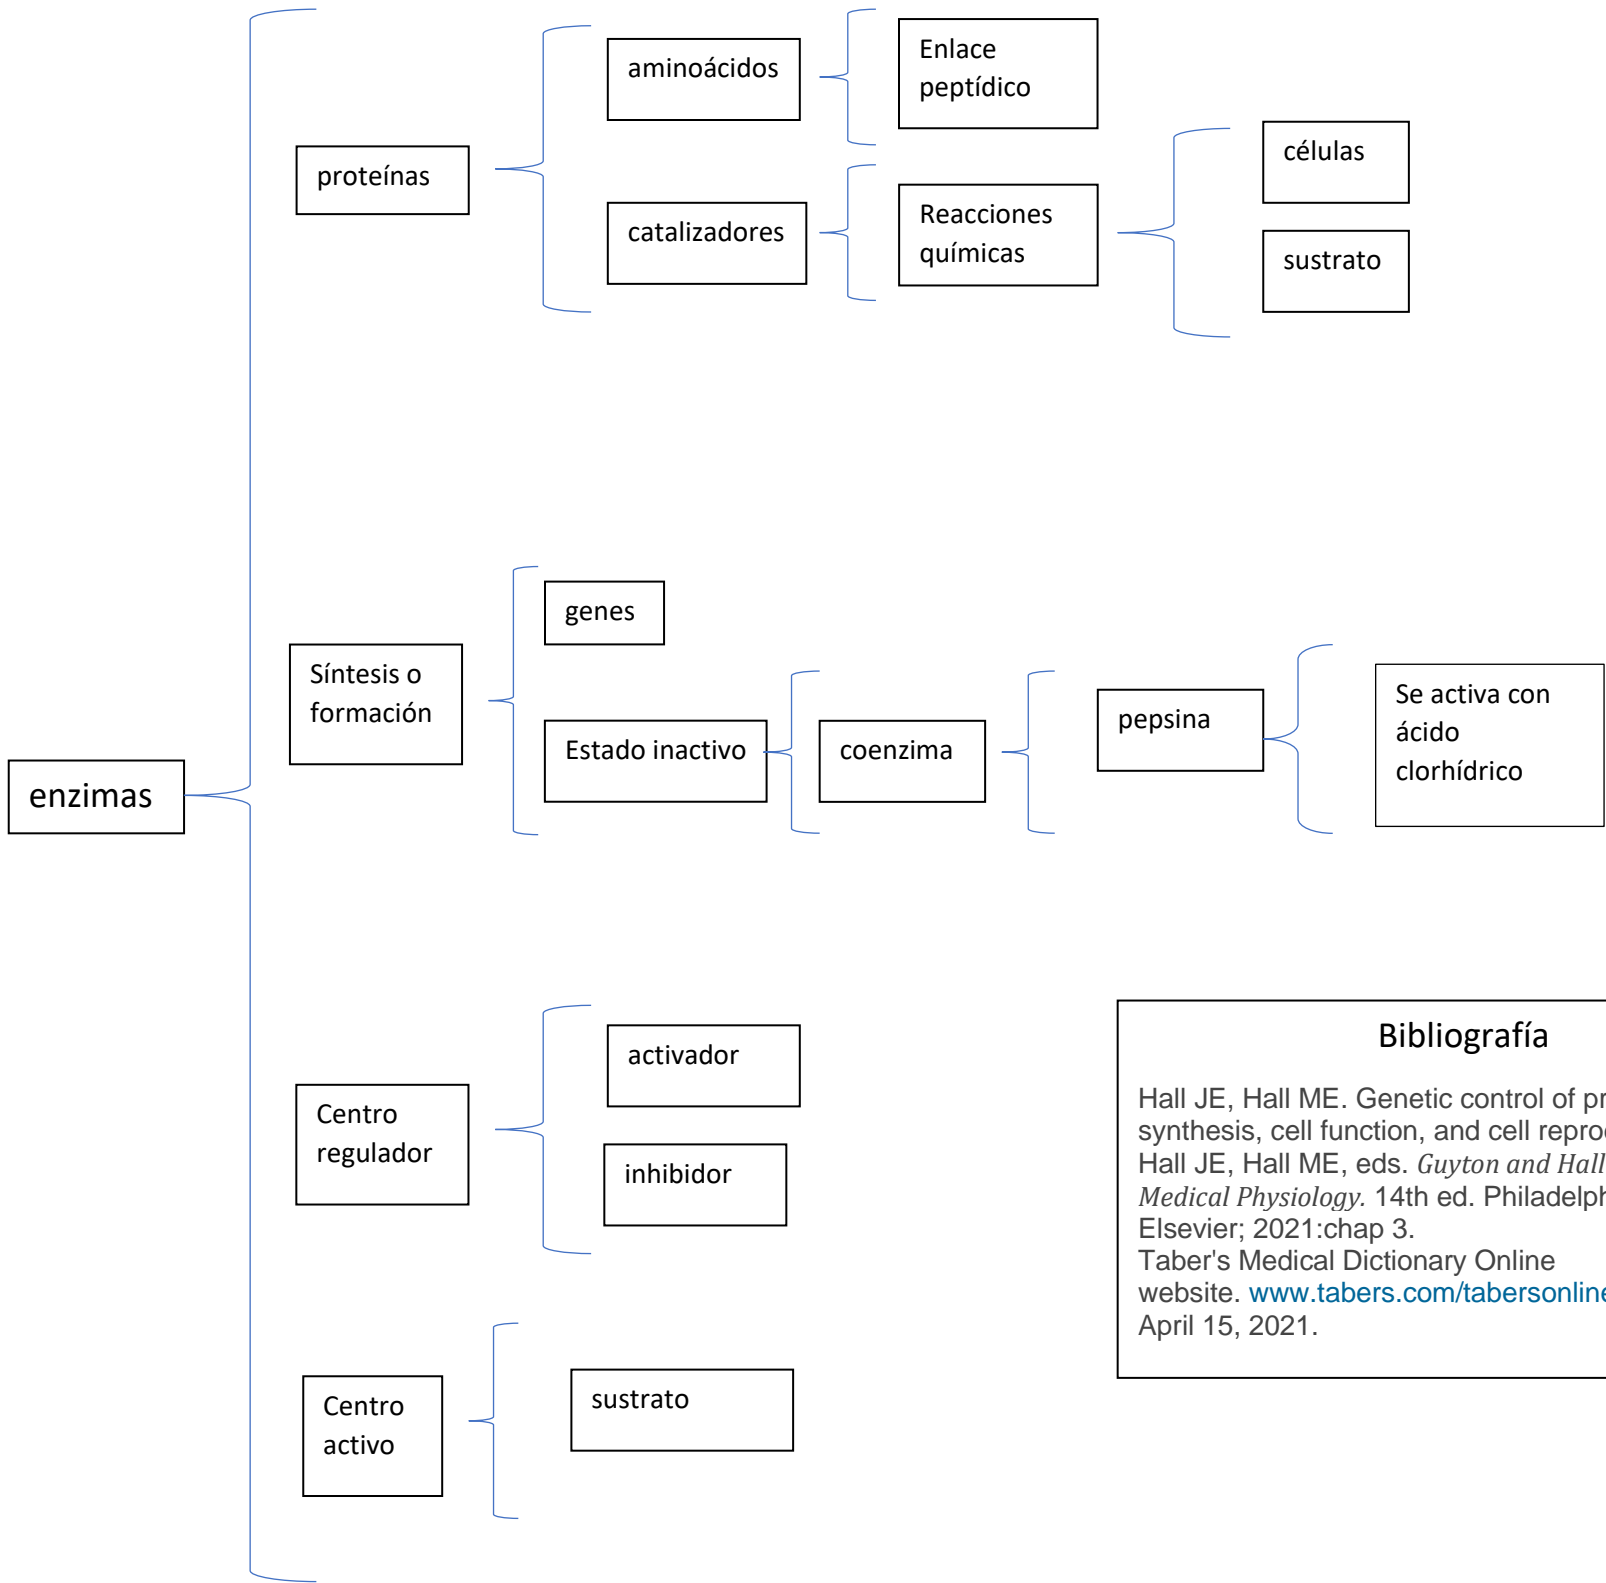 enzimas
proteínas
aminoácidos
Enlace
peptídico
catalizadores
Reacciones
químicas
células
sustrato
Síntesis o
formación
genes
Estado inactivo
coenzima
pepsina
Se activa con
ácido
clorhídrico
Centro
regulador
activador
inhibidor
Centro
activo
sustrato
Bibliografía
Hall JE, Hall ME. Genetic control of
synthesis, cell function, and cell
Hall JE, Hall ME, eds. Guyton and Hall
Medical Physiology. 14th ed.
Elsevier; 2021:chap 3.
Taber's Medical Dictionary Online
website. www.tabers.com/tabersonline
April 15, 2021.